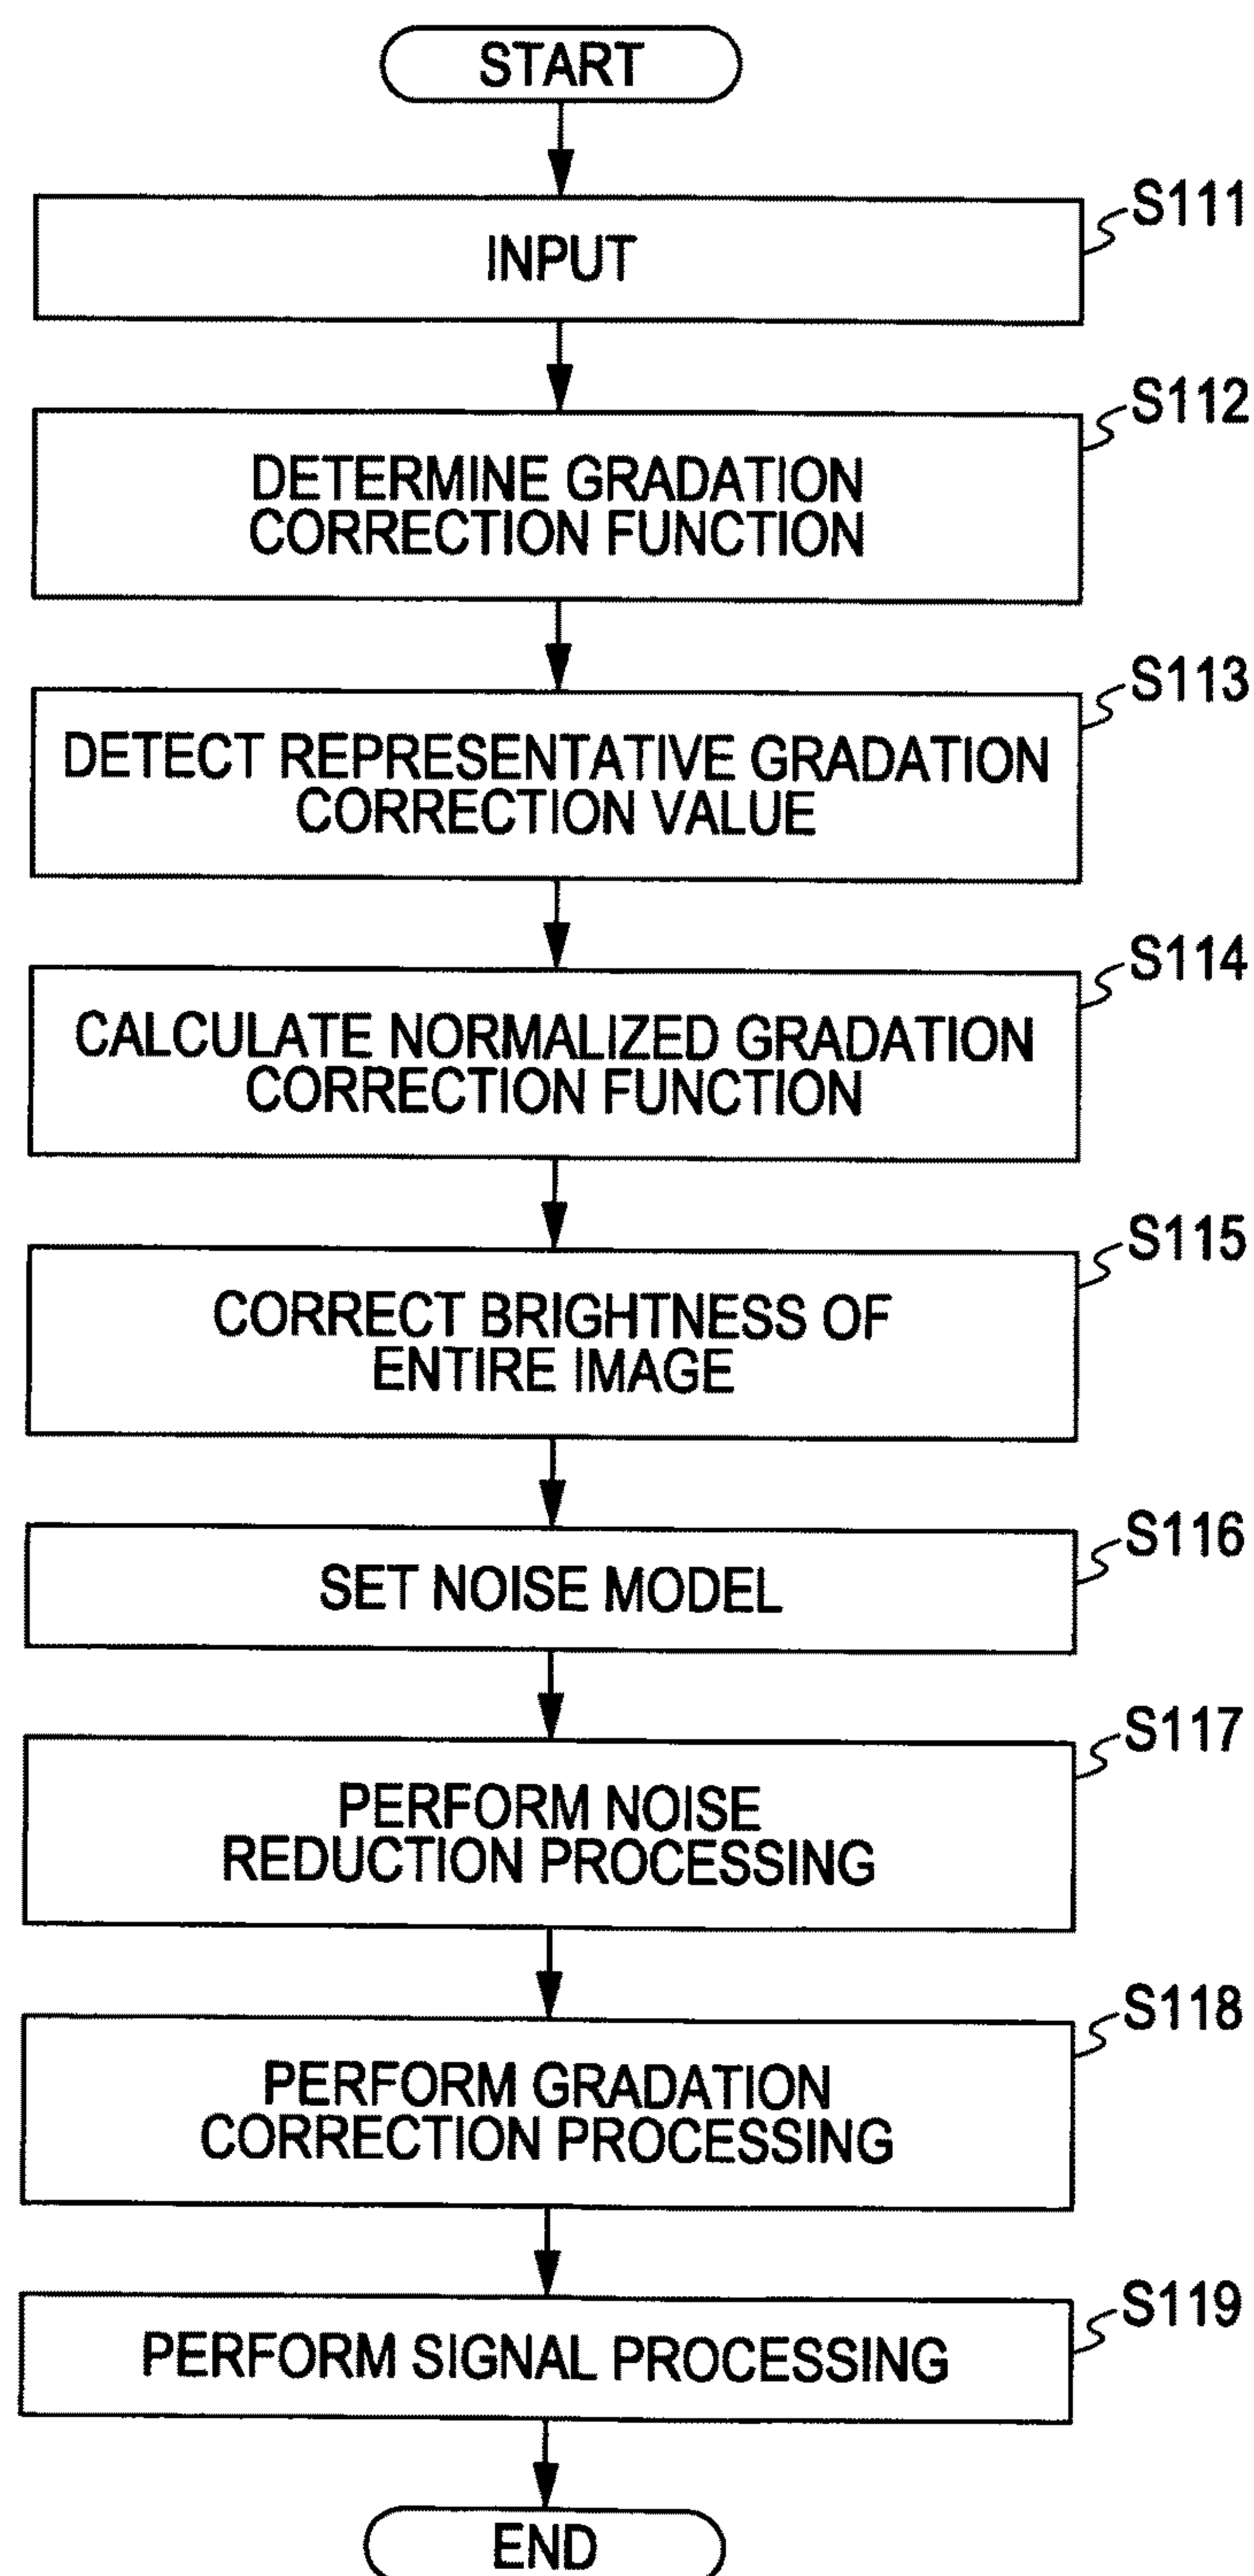 START
S111
INPUT
S112
DETERMINE GRADATION
CORRECTION FUNCTION
S113
DETECT REPRESENTATIVE GRADATION
CORRECTION VALUE
S114
CALCULATE NORMALIZED GRADATION
CORRECTION FUNCTION
S115
CORRECT BRIGHTNESS OF
ENTIRE IMAGE
S116
SET NOISE MODEL
S117
PERFORM NOISE
REDUCTION PROCESSING
S118
PERFORM GRADATION
CORRECTION PROCESSING
S119
PERFORM SIGNAL PROCESSING
END